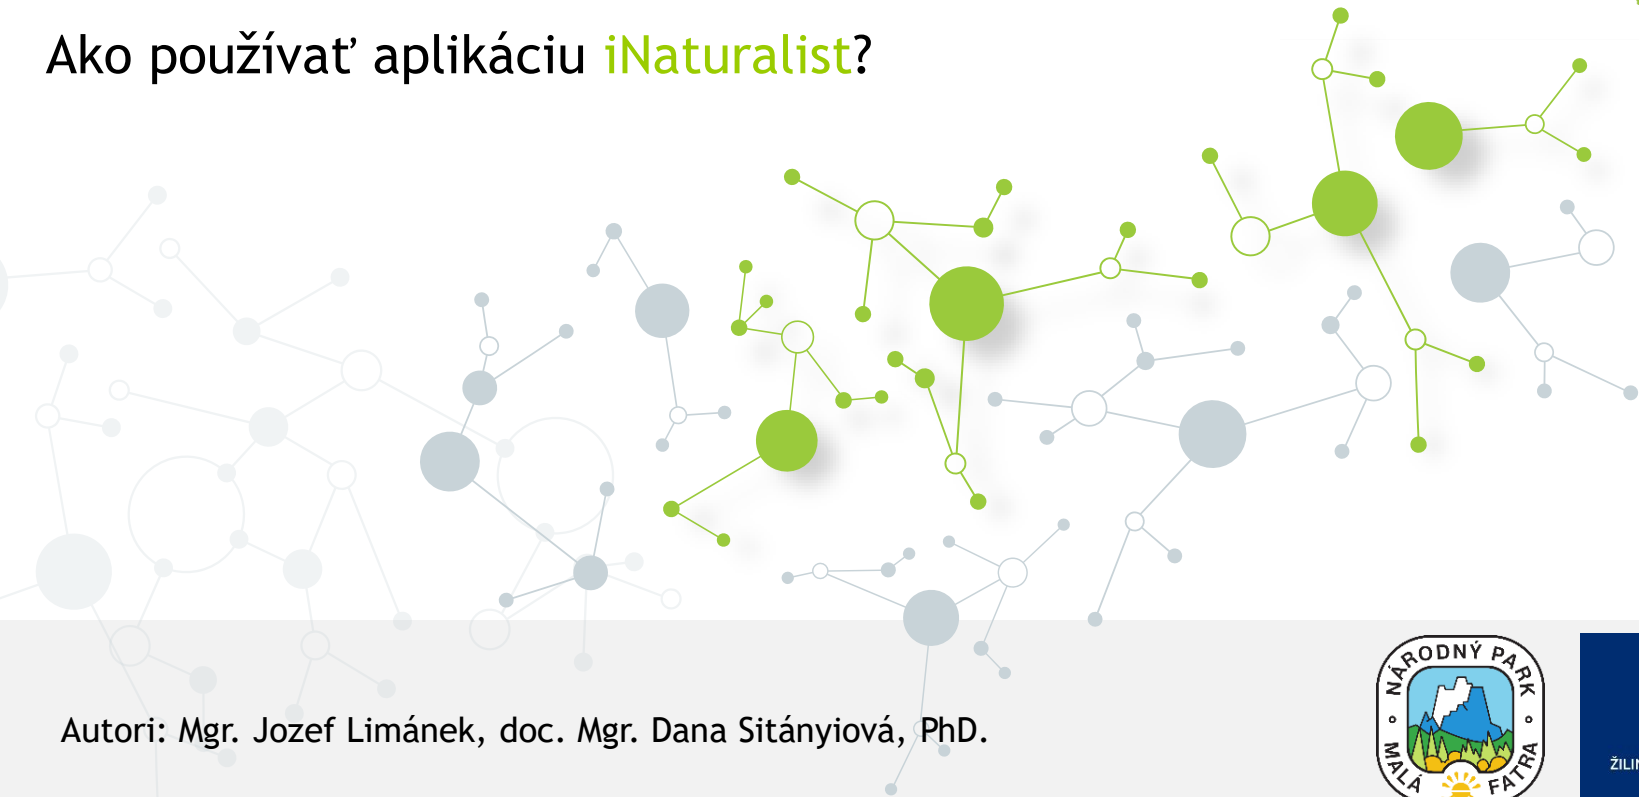 Ako používať aplikáciu iNaturalist?
Autori: Mgr. Jozef Limánek, doc. Mgr. Dana Sitányiová, PhD.
NÁRODNÝ PARK
MALÁ FATRA